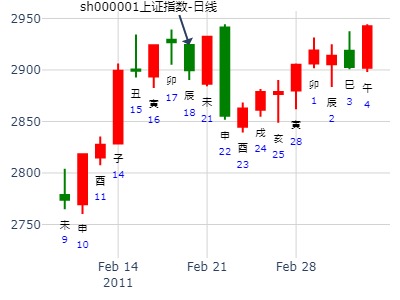 sh000001上证指数-日线
2950
2900
2850
2800
2750
未
9
申
10
酉
11
子
14
丑
15
寅
16
卯
17
辰
18
未
21
申
22
酉
23
戌
24
亥
25
寅
28
卯
1
辰
2
巳
3
午
4
Feb 14
2011
Feb 21
Feb 28